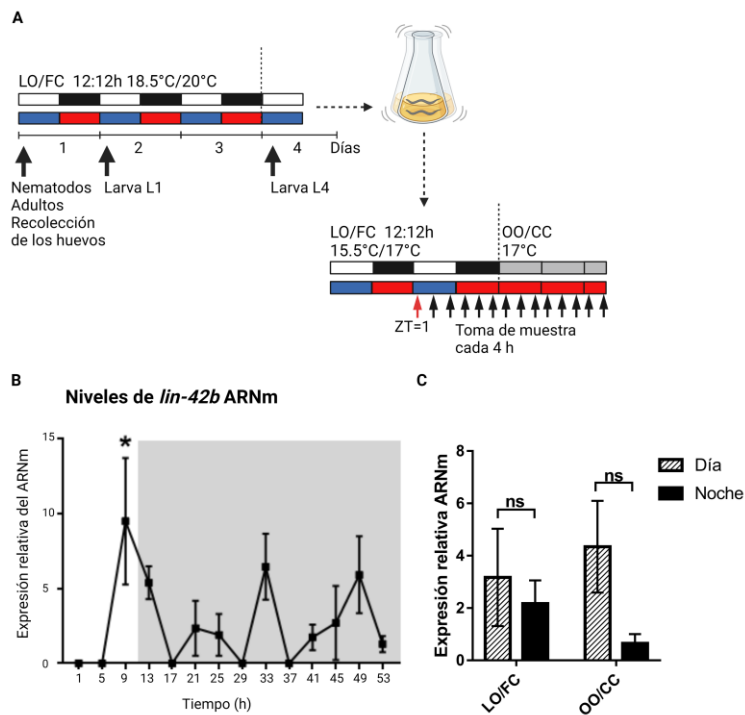 A
LO/FC 12:12h 18.5°C/20°C
1 2 3 4 Días
Nematodos
Adultos
Recolección
de los huevos
Larva L1
Larva L4
LO/FC 12:12h
15.5°C/17°C
OO/CC
17°C
ZT=1
Toma de muestra
cada 4 h
B
Niveles de lin-42b ARNm
Expresión relativa del ARNm
15
10
5
0
*
1 5 9 13 17 21 25 29 33 37 41 45 49 53
Tiempo (h)
C
Expresión relativa ARNm
8
6
4
2
0
ns
ns
Día
Noche
LO/FC
OO/CC